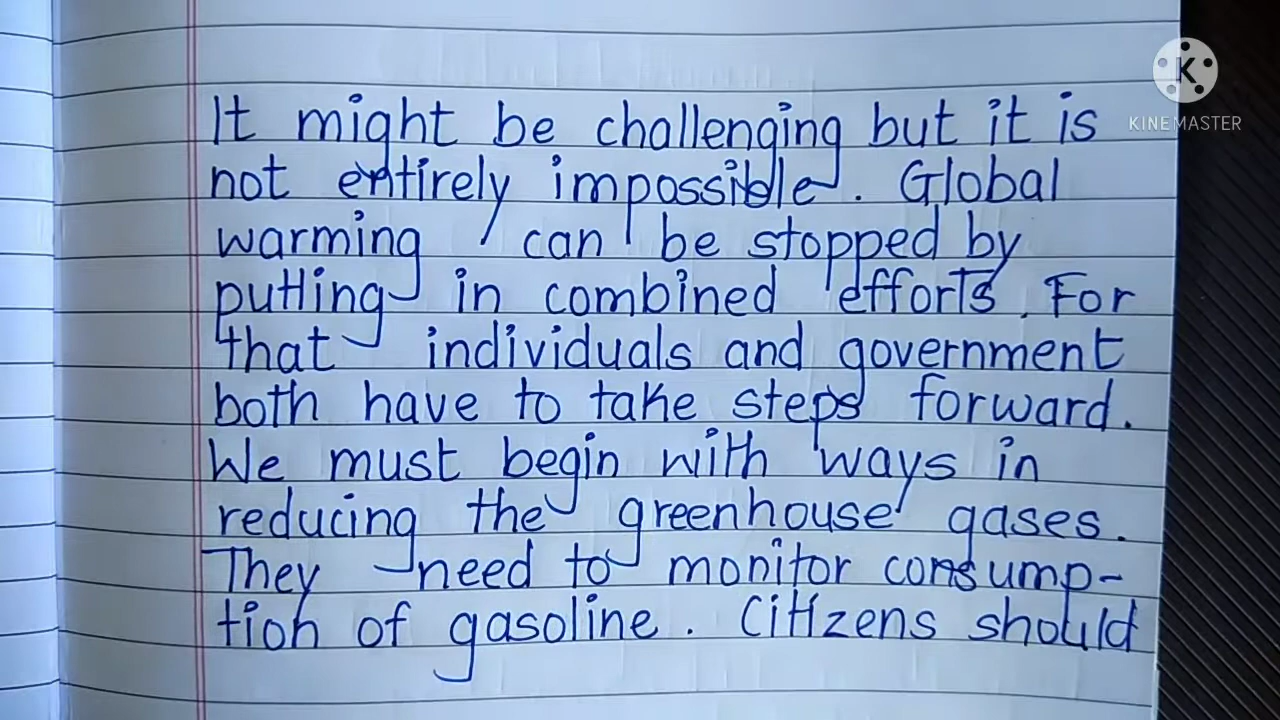 It might be challenging but it is
not entirely impossible. Global
warming can be stopped by
putting in combined efforts. For
that individuals and government
both have to take steps forward.
We must begin with ways in
reducing the greenhouse gases.
They need to monitor consump-
tion of gasoline. Citizens should
K
KINEMASTER